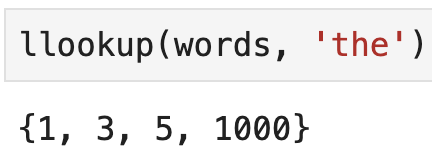 llookup(words, 'the')
{1, 3, 5, 1000}